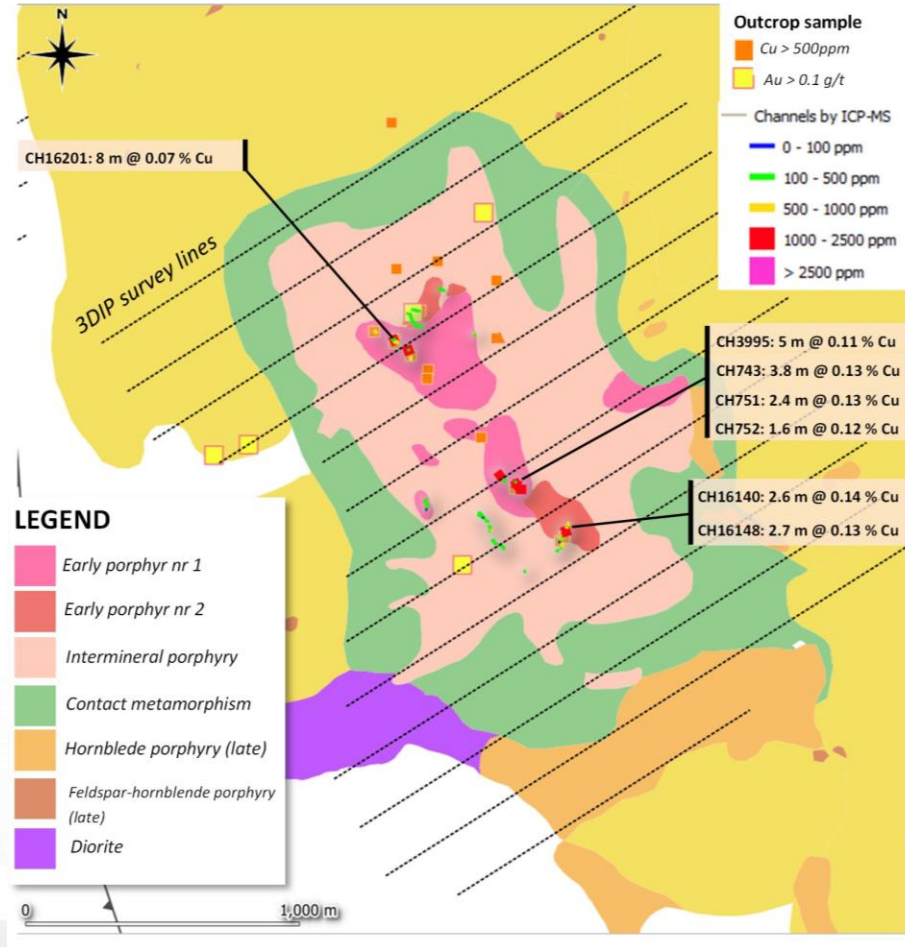 N
Outcrop sample
Cu > 500ppm
Au > 0.1 g/t
Channels by ICP-MS
0 - 100 ppm
100 - 500 ppm
500 - 1000 ppm
1000 - 2500 ppm
> 2500 ppm
CH16201: 8 m @ 0.07 % Cu
3DIP survey lines
CH3995: 5 m @ 0.11 % Cu
CH743: 3.8 m @ 0.13 % Cu
CH751: 2.4 m @ 0.13 % Cu
CH752: 1.6 m @ 0.12 % Cu
CH16140: 2.6 m @ 0.14 % Cu
CH16148: 2.7 m @ 0.13 % Cu
LEGEND
Early porphyr nr 1
Early porphyr nr 2
Intermineral porphyry
Contact metamorphism
Hornblede porphyry (late)
Feldspar-hornblende porphyry
(late)
Diorite
0 1,000 m